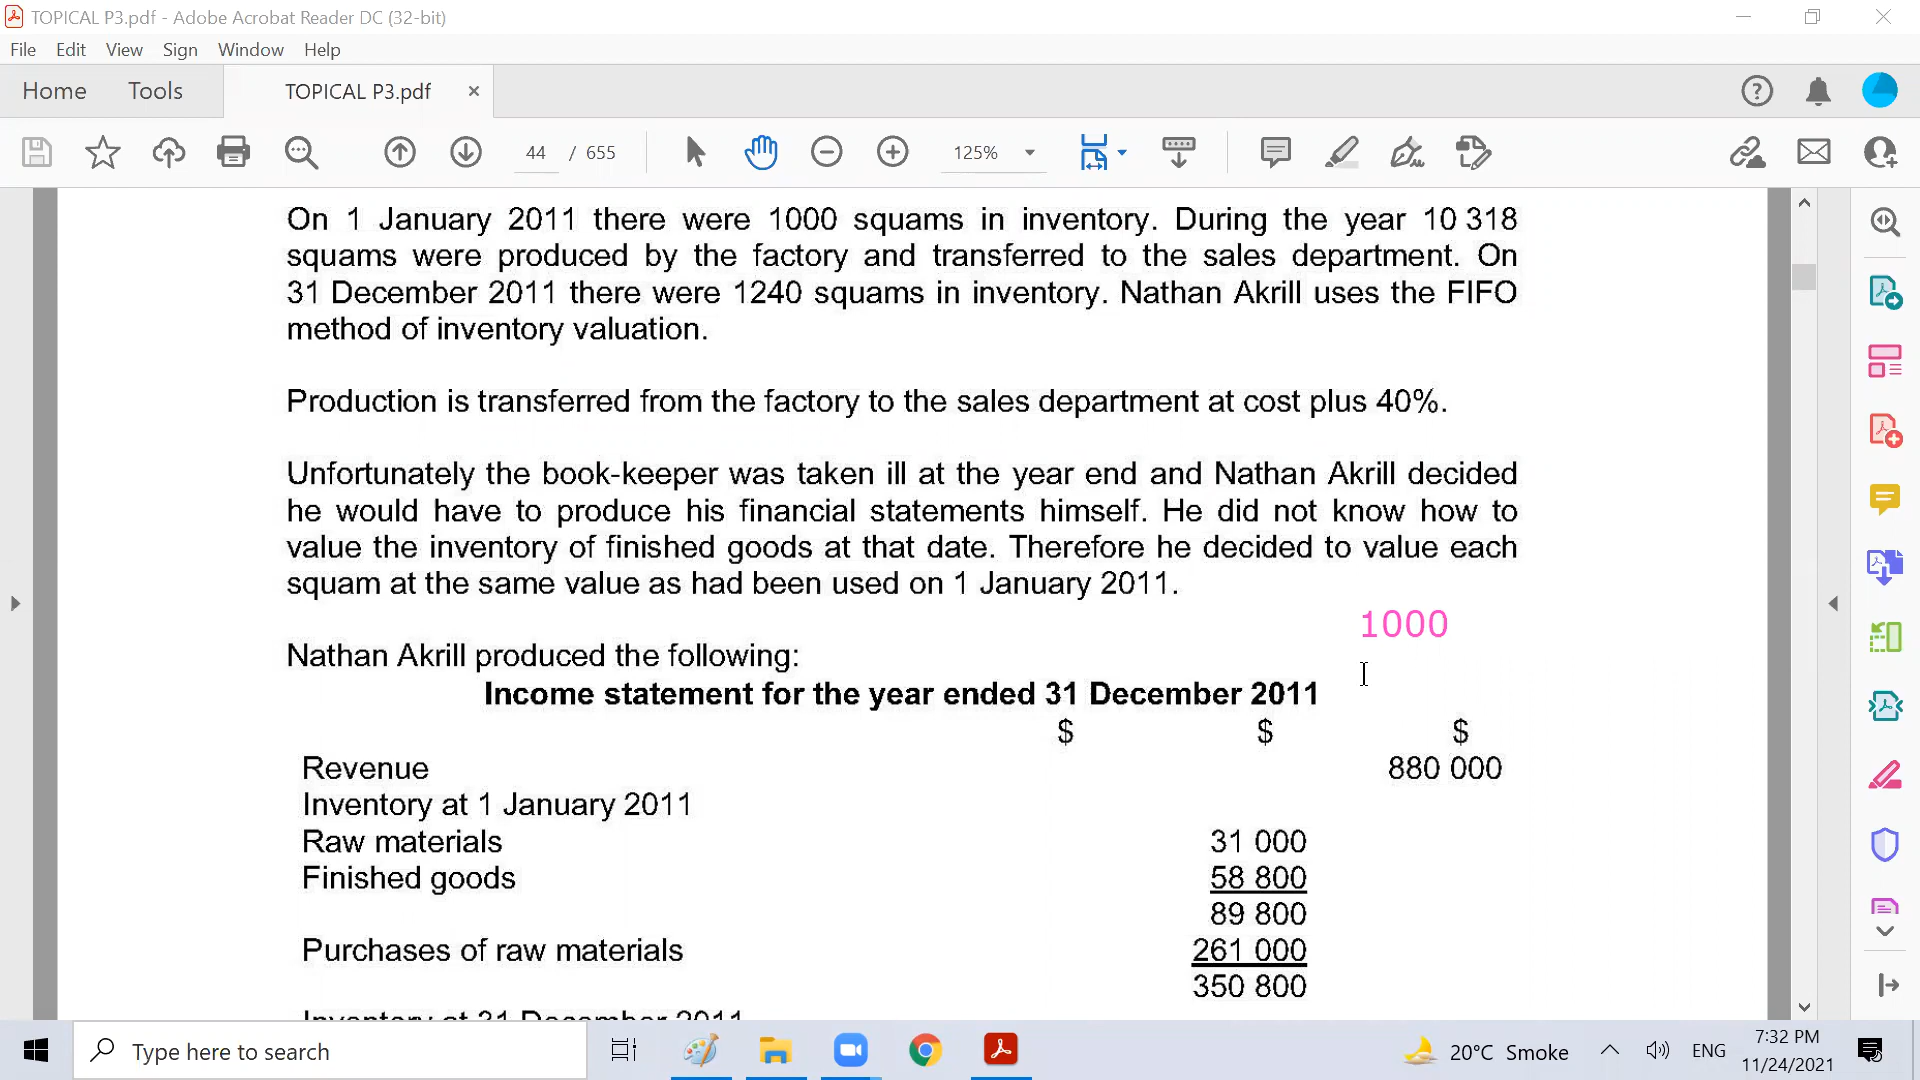 TOPICAL P3.pdf - Adobe Acrobat Reader DC (32-bit)
File Edit View Sign Window Help
Home Tools TOPICAL P3.pdf ×
44 / 655 125%
On 1 January 2011 there were 1000 squams in inventory. During the year 10 318
squams were produced by the factory and transferred to the sales department. On
31 December 2011 there were 1240 squams in inventory. Nathan Akrill uses the FIFO
method of inventory valuation.
Production is transferred from the factory to the sales department at cost plus 40%.
Unfortunately the book-keeper was taken ill at the year end and Nathan Akrill decided
he would have to produce his financial statements himself. He did not know how to
value the inventory of finished goods at that date. Therefore he decided to value each
squam at the same value as had been used on 1 January 2011.
1000
Nathan Akrill produced the following:
Income statement for the year ended 31 December 2011
$ $ $
Revenue 880 000
Inventory at 1 January 2011
Raw materials 31 000
Finished goods 58 800
89 800
Purchases of raw materials 261 000
350 800
Inventory at 31 December 2011
Type here to search
20°C Smoke
ENG
7:32 PM
11/24/2021